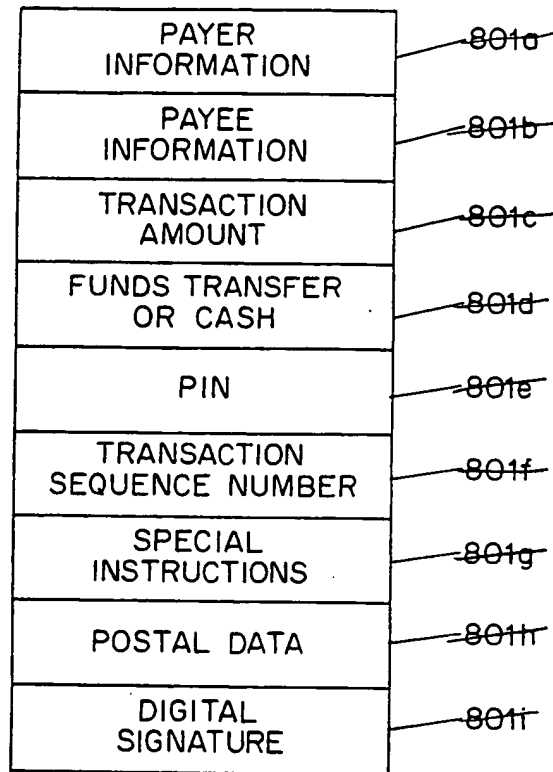 PAYER
INFORMATION
801a
PAYEE
INFORMATION
801b
TRANSACTION
AMOUNT
801c
FUNDS TRANSFER
OR CASH
801d
PIN
801e
TRANSACTION
SEQUENCE NUMBER
801f
SPECIAL
INSTRUCTIONS
801g
POSTAL DATA
801h
DIGITAL
SIGNATURE
801i